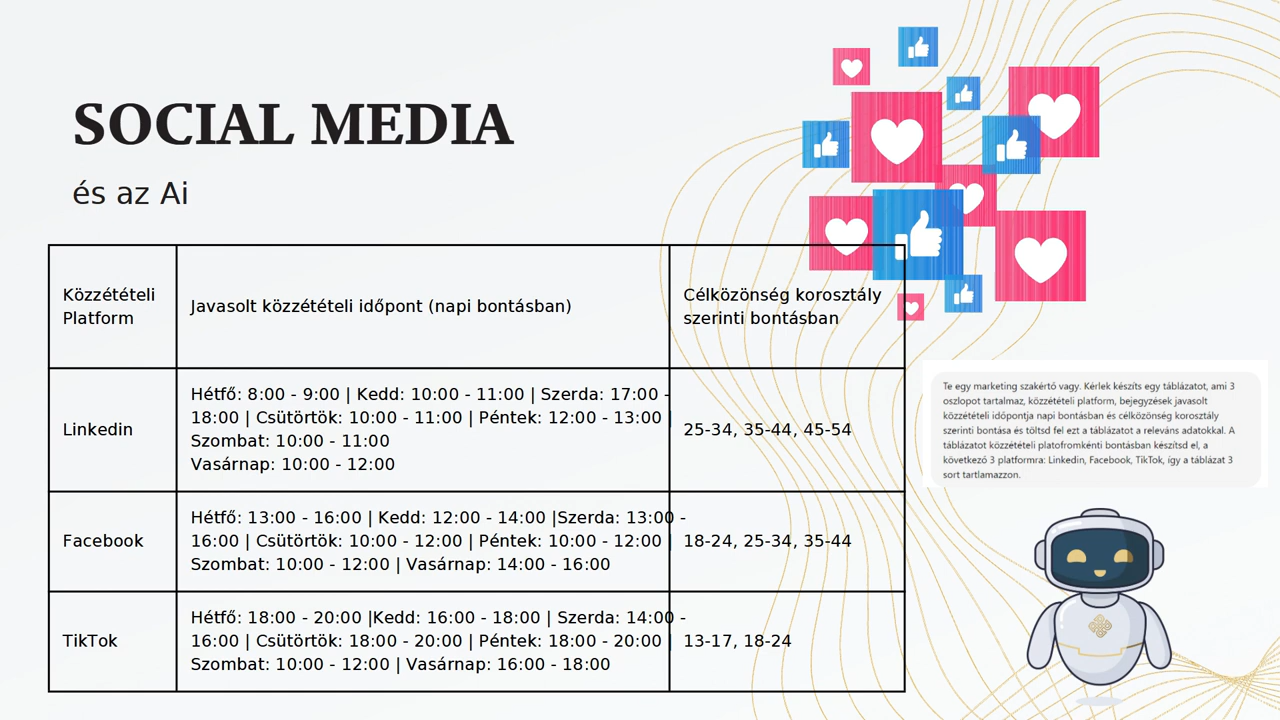 SOCIAL MEDIA
és az Ai
Közzétételi
Platform
Javasolt közzétételi időpont (napi bontásban)
Célközönség korosztály
szerinti bontásban
Linkedin
Hétfő: 8:00 - 9:00 | Kedd: 10:00 - 11:00 | Szerda: 17:00 -
18:00 | Csütörtök: 10:00 - 11:00 | Péntek: 12:00 - 13:00 |
Szombat: 10:00 - 11:00
Vasárnap: 10:00 - 12:00
25-34, 35-44, 45-54
Facebook
Hétfő: 13:00 - 16:00 | Kedd: 12:00 - 14:00 |Szerda: 13:00 -
16:00 | Csütörtök: 10:00 - 12:00 | Péntek: 10:00 - 12:00 |
Szombat: 10:00 - 12:00 | Vasárnap: 14:00 - 16:00
18-24, 25-34, 35-44
TikTok
Hétfő: 18:00 - 20:00 |Kedd: 16:00 - 18:00 | Szerda: 14:00 -
16:00 | Csütörtök: 18:00 - 20:00 | Péntek: 18:00 - 20:00 |
Szombat: 10:00 - 12:00 | Vasárnap: 16:00 - 18:00
13-17, 18-24
Te egy marketing szakértő vagy. Kérlek készíts egy táblázatot, ami 3
oszlopot tartalmaz, közzétételi platform, bejegyzések javasolt
közzétételi időpontja napi bontásban és célközönség korosztály
szerinti bontása és töltsd fel ezt a táblázatot a releváns adatokkal. A
táblázatot közzétételi platofromkénti bontásban készítsd el, a
következő 3 platformra: Linkedin, Facebook, TikTok, így a táblázat 3
sort tartlamazzon.